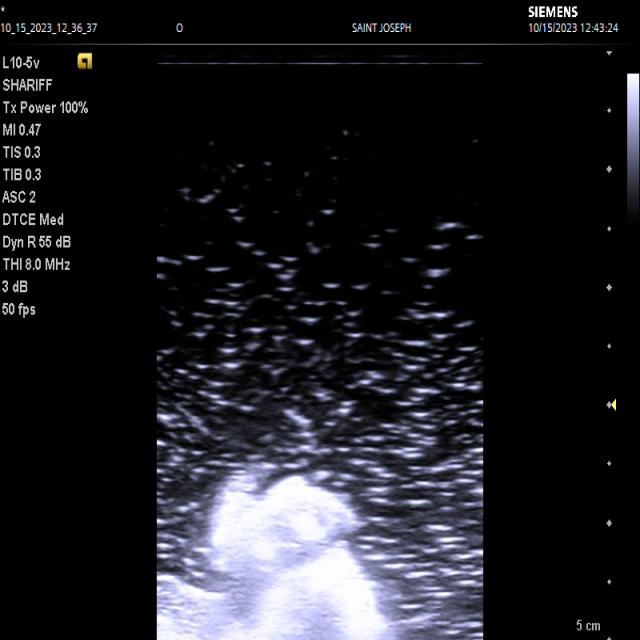 *
SIEMENS
10_15_2023_12_36_37 O SAINT JOSEPH 10/15/2023 12:43:24
L10-5v
SHARIFF
Tx Power 100%
MI 0.47
TIS 0.3
TIB 0.3
ASC 2
DTCE Med
Dyn R 55 dB
THI 8.0 MHz
3 dB
50 fps
5 cm